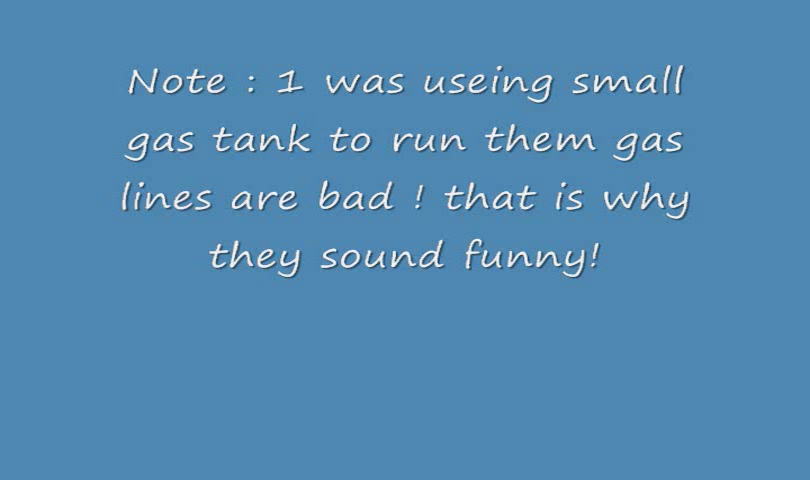 Note : 1 was useing small
gas tank to run them gas
lines are bad ! that is why
they sound funny!